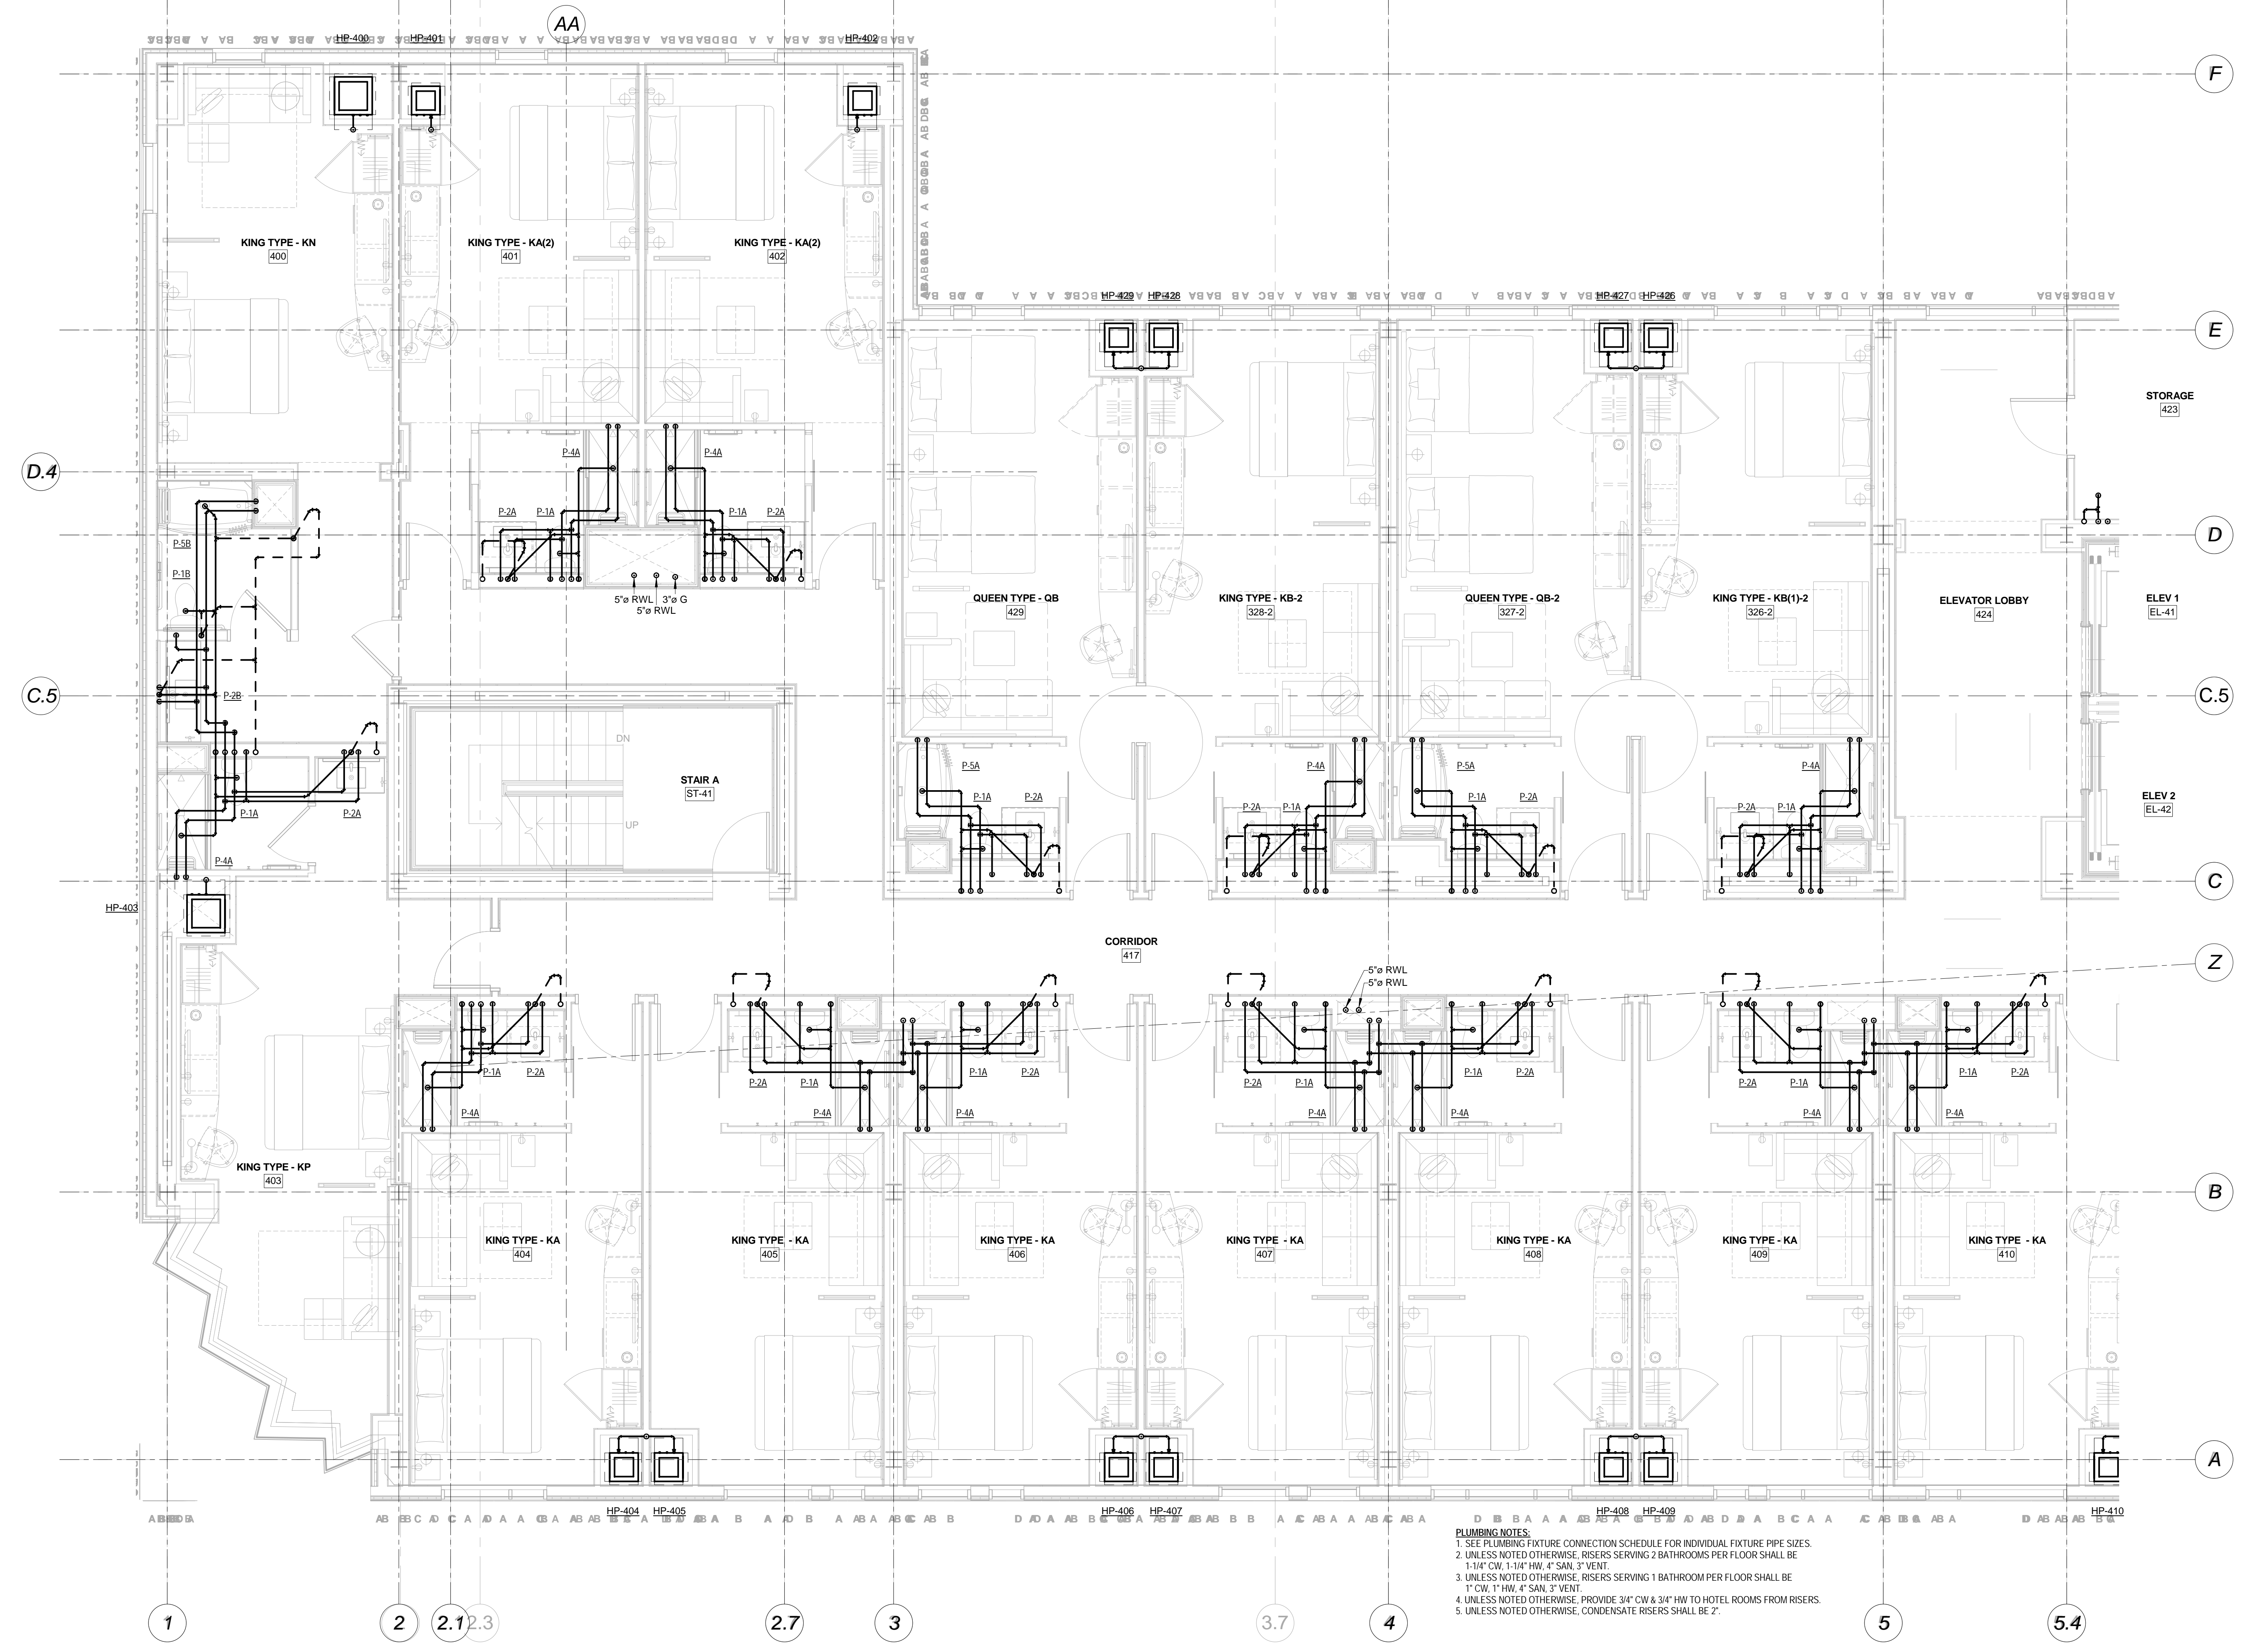 AA
HP-400
HP-401
HP-402
F
KING TYPE - KN
400
KING TYPE - KA(2)
401
KING TYPE - KA(2)
402
HP-429
HP-428
HP-427
HP-426
E
STORAGE
423
D.4
P-4A
P-4A
P-2A
P-1A
P-1A
P-2A
D
P-5B
P-1B
5"ø RWL
3"ø G
5"ø RWL
QUEEN TYPE - QB
429
KING TYPE - KB-2
328-2
QUEEN TYPE - QB-2
327-2
KING TYPE - KB(1)-2
326-2
ELEVATOR LOBBY
424
ELEV 1
EL-41
C.5
P-2B
C.5
DN
STAIR A
ST-41
UP
P-5A
P-4A
P-5A
P-4A
P-1A
P-2A
P-2A
P-1A
P-1A
P-2A
P-2A
P-1A
ELEV 2
EL-42
P-1A
P-2A
P-4A
C
HP-403
CORRIDOR
417
Z
5"ø RWL
5"ø RWL
P-1A
P-2A
P-2A
P-1A
P-1A
P-2A
P-2A
P-1A
P-1A
P-2A
P-2A
P-1A
P-1A
P-2A
P-4A
P-4A
P-4A
P-4A
P-4A
P-4A
P-4A
KING TYPE - KP
403
B
KING TYPE - KA
404
KING TYPE - KA
405
KING TYPE - KA
406
KING TYPE - KA
407
KING TYPE - KA
408
KING TYPE - KA
409
KING TYPE - KA
410
A
HP-404
HP-405
HP-406
HP-407
HP-408
HP-409
HP-410
PLUMBING NOTES:
1. SEE PLUMBING FIXTURE CONNECTION SCHEDULE FOR INDIVIDUAL FIXTURE PIPE SIZES.
2. UNLESS NOTED OTHERWISE, RISERS SERVING 2 BATHROOMS PER FLOOR SHALL BE
1-1/4" CW, 1-1/4" HW, 4" SAN, 3" VENT.
3. UNLESS NOTED OTHERWISE, RISERS SERVING 1 BATHROOM PER FLOOR SHALL BE
1" CW, 1" HW, 4" SAN, 3" VENT.
4. UNLESS NOTED OTHERWISE, PROVIDE 3/4" CW & 3/4" HW TO HOTEL ROOMS FROM RISERS.
5. UNLESS NOTED OTHERWISE, CONDENSATE RISERS SHALL BE 2".
1
2
2.1
2.3
2.7
3
3.7
4
5
5.4